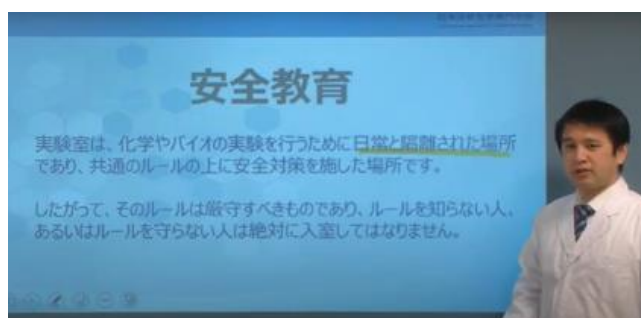 安全教育
実験室は、化学やバイオの実験を行うために日常と隔離された場所
であり、共通のルールの上に安全対策を施した場所です。
したがって、そのルールは厳守すべきものであり、ルールを知らない人、
あるいはルールを守らない人は絶対に入室してはなりません。